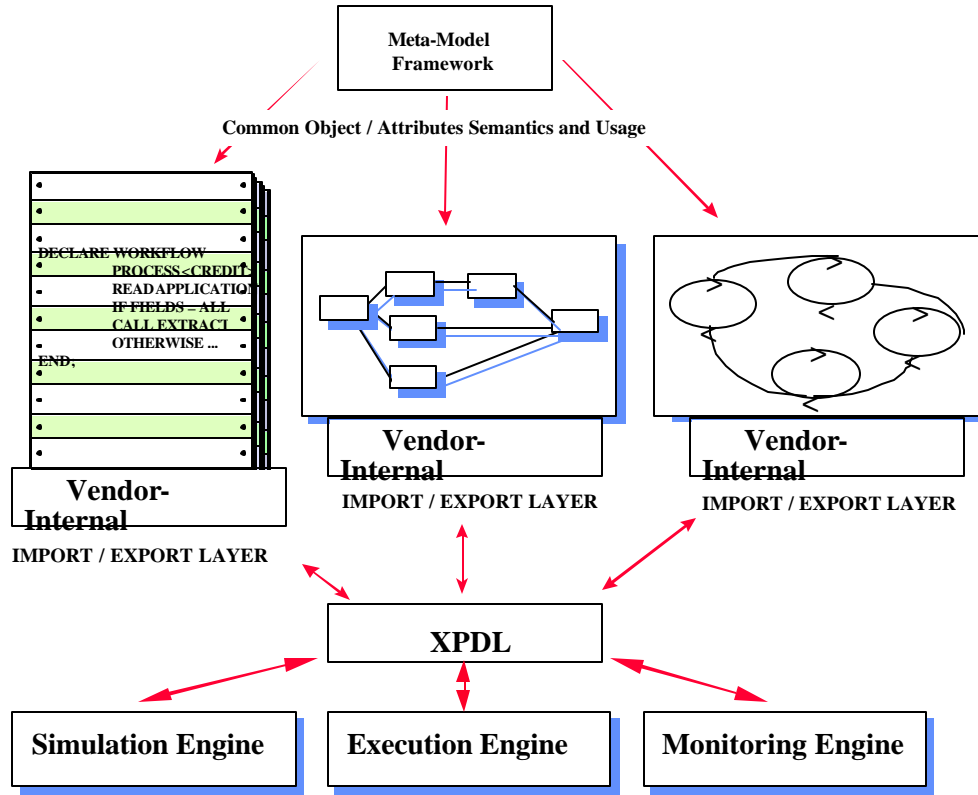 Meta-Model
Framework
Common Object / Attributes Semantics and Usage
DECLARE WORKFLOW
PROCESS<CREDIT>
READ APPLICATION
IF FIELDS = ALL
CALL EXTRACT
OTHERWISE ...
END;
Vendor-
Internal
IMPORT / EXPORT LAYER
Vendor-
Internal
IMPORT / EXPORT LAYER
Vendor-
Internal
IMPORT / EXPORT LAYER
XPDL
Simulation Engine
Execution Engine
Monitoring Engine